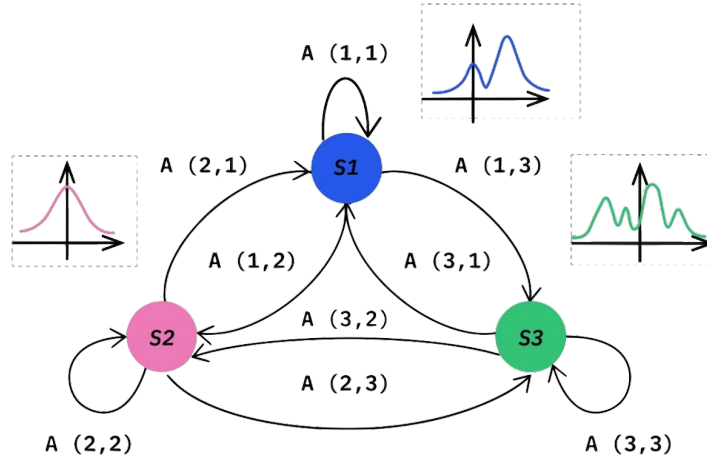 A (1,1)
A (2,1)
S1
A (1,3)
A (1,2)
A (3,1)
A (3,2)
S2
S3
A (2,3)
A (2,2)
A (3,3)